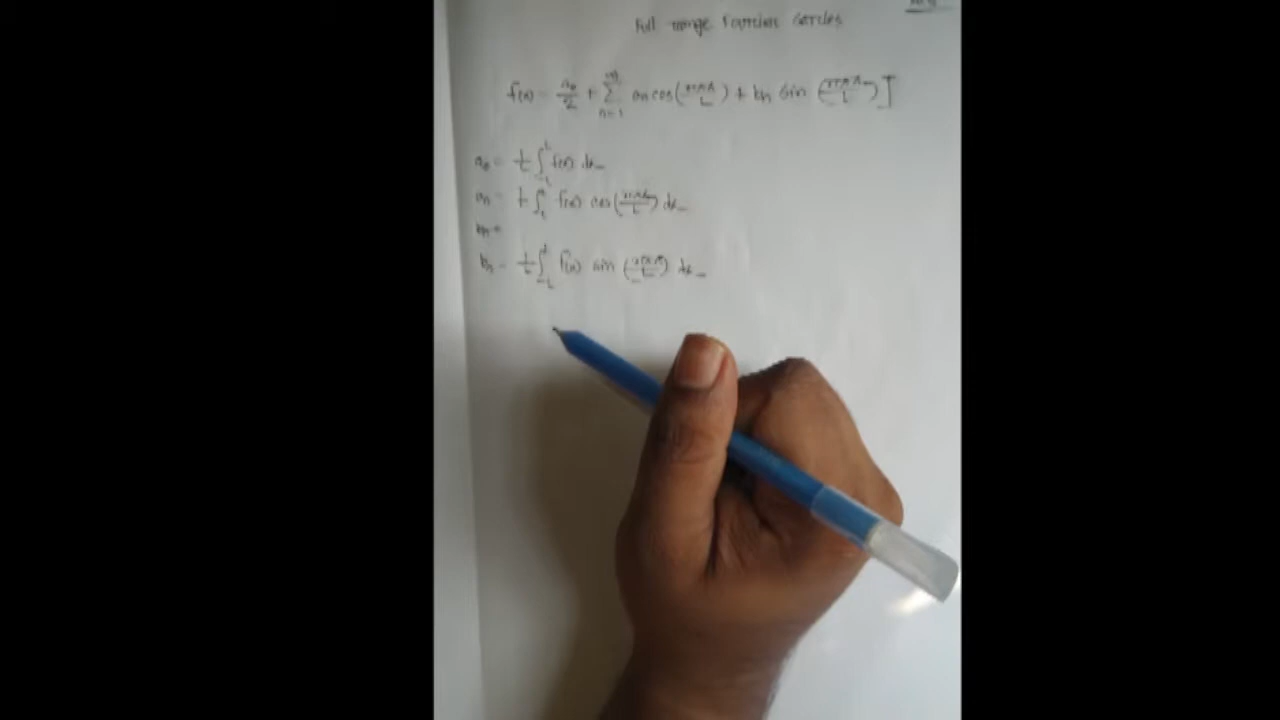 Full range Fourier Series
f(x) = a₀/2 + ∑ₙ₌₁^∞ an cos(nπx/L) + bn sin (nπx/L)]
a₀ = 1/L ∫₋L^L f(x) dx
an = 1/L ∫₋L^L f(x) cos(nπx/L) dx
bn =
bn = 1/L ∫₋L^L f(x) sin (nπx/L) dx